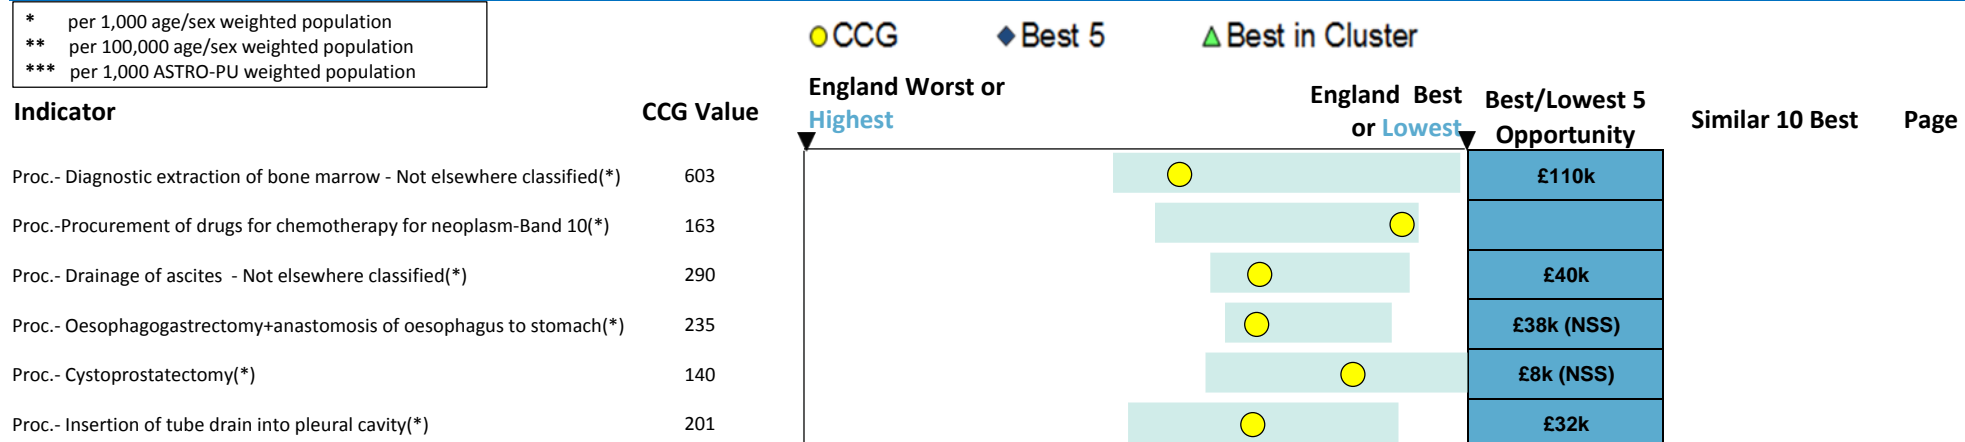 * per 1,000 age/sex weighted population
** per 100,000 age/sex weighted population
*** per 1,000 ASTRO-PU weighted population
CCG Best 5 Best in Cluster
Indicator CCG Value England Worst or Highest England Best or Lowest Best/Lowest 5 Opportunity Similar 10 Best Page
Proc.- Diagnostic extraction of bone marrow - Not elsewhere classified(*) 603 £110k
Proc.-Procurement of drugs for chemotherapy for neoplasm-Band 10(*) 163
Proc.- Drainage of ascites - Not elsewhere classified(*) 290 £40k
Proc.- Oesophagogastrectomy+anastomosis of oesophagus to stomach(*) 235 £38k (NSS)
Proc.- Cystoprostatectomy(*) 140 £8k (NSS)
Proc.- Insertion of tube drain into pleural cavity(*) 201 £32k